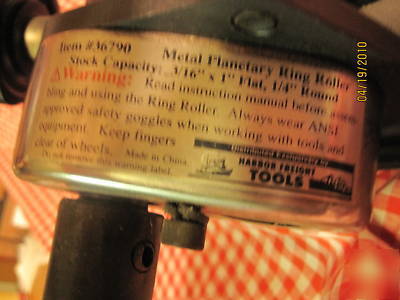 Item #36790 Metal Planetary Ring Roller
Stock Capacity: 3/16" x 1" Flat, 1/4" Round
⚠Warning: Read instruction manual before assem-
bling and using the Ring Roller. Always wear ANSI
approved safety goggles when working with tools and
equipment. Keep fingers
clear of wheels. Made in China
Do not remove this warning label.
Distributed Exclusively by
HARBOR FREIGHT
TOOLS
04/19/2010